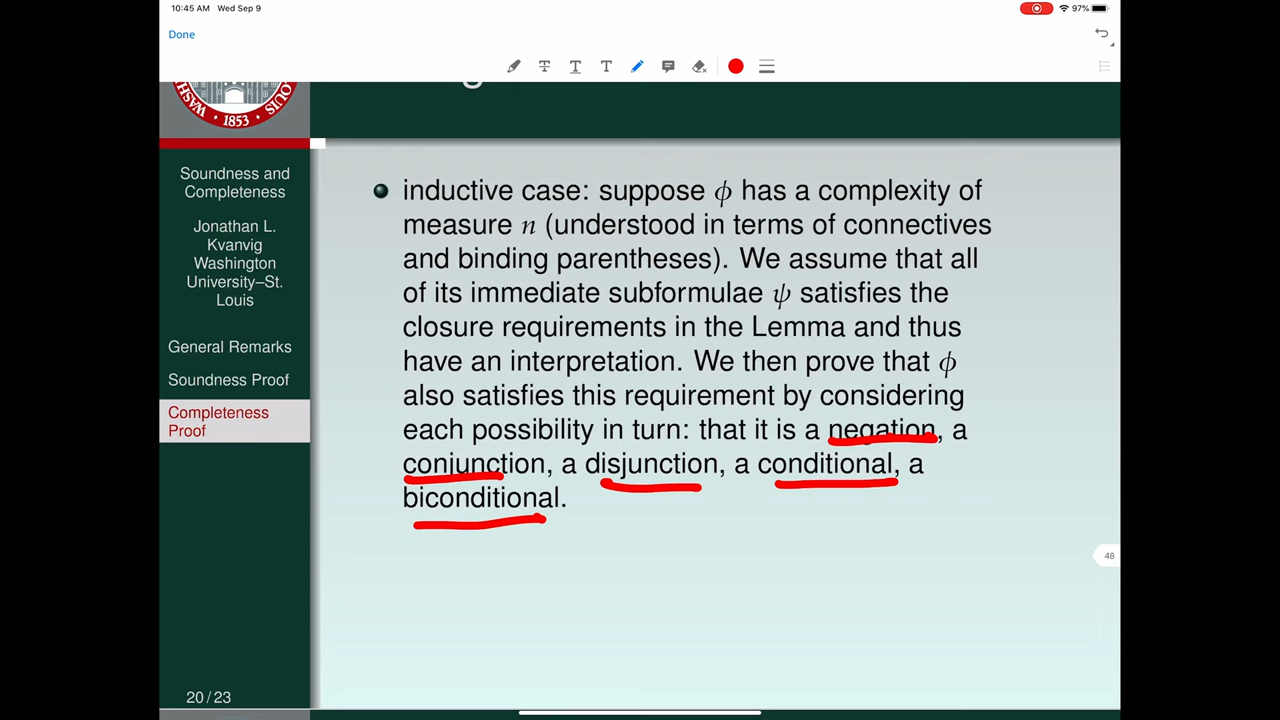 10:45 AM Wed Sep 9
97%
Done
WASH
OUIS
· 1853 ·
Soundness and
Completeness
Jonathan L.
Kvanvig
Washington
University–St.
Louis
General Remarks
Soundness Proof
Completeness
Proof
20 / 23
inductive case: suppose ϕ has a complexity of
measure n (understood in terms of connectives
and binding parentheses). We assume that all
of its immediate subformulae ψ satisfies the
closure requirements in the Lemma and thus
have an interpretation. We then prove that ϕ
also satisfies this requirement by considering
each possibility in turn: that it is a negation, a
conjunction, a disjunction, a conditional, a
biconditional.
48